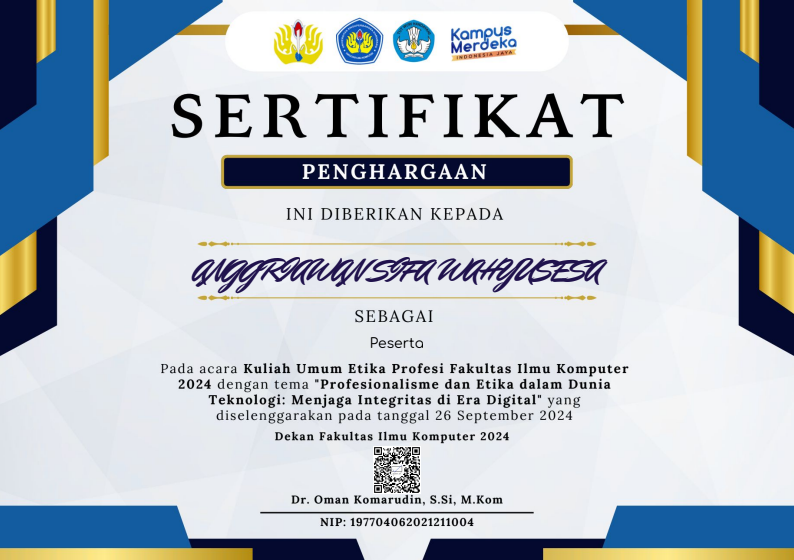 Kampus
Merdeka
INDONESIA JAYA
SERTIFIKAT
PENGHARGAAN
INI DIBERIKAN KEPADA
ANGGRIAWAN SIFA WAHYUSESA
SEBAGAI
Peserta
Pada acara Kuliah Umum Etika Profesi Fakultas Ilmu Komputer
2024 dengan tema "Profesionalisme dan Etika dalam Dunia
Teknologi: Menjaga Integritas di Era Digital" yang
diselenggarakan pada tanggal 26 September 2024
Dekan Fakultas Ilmu Komputer 2024
Dr. Oman Komarudin, S.Si, M.Kom
NIP: 197704062021211004